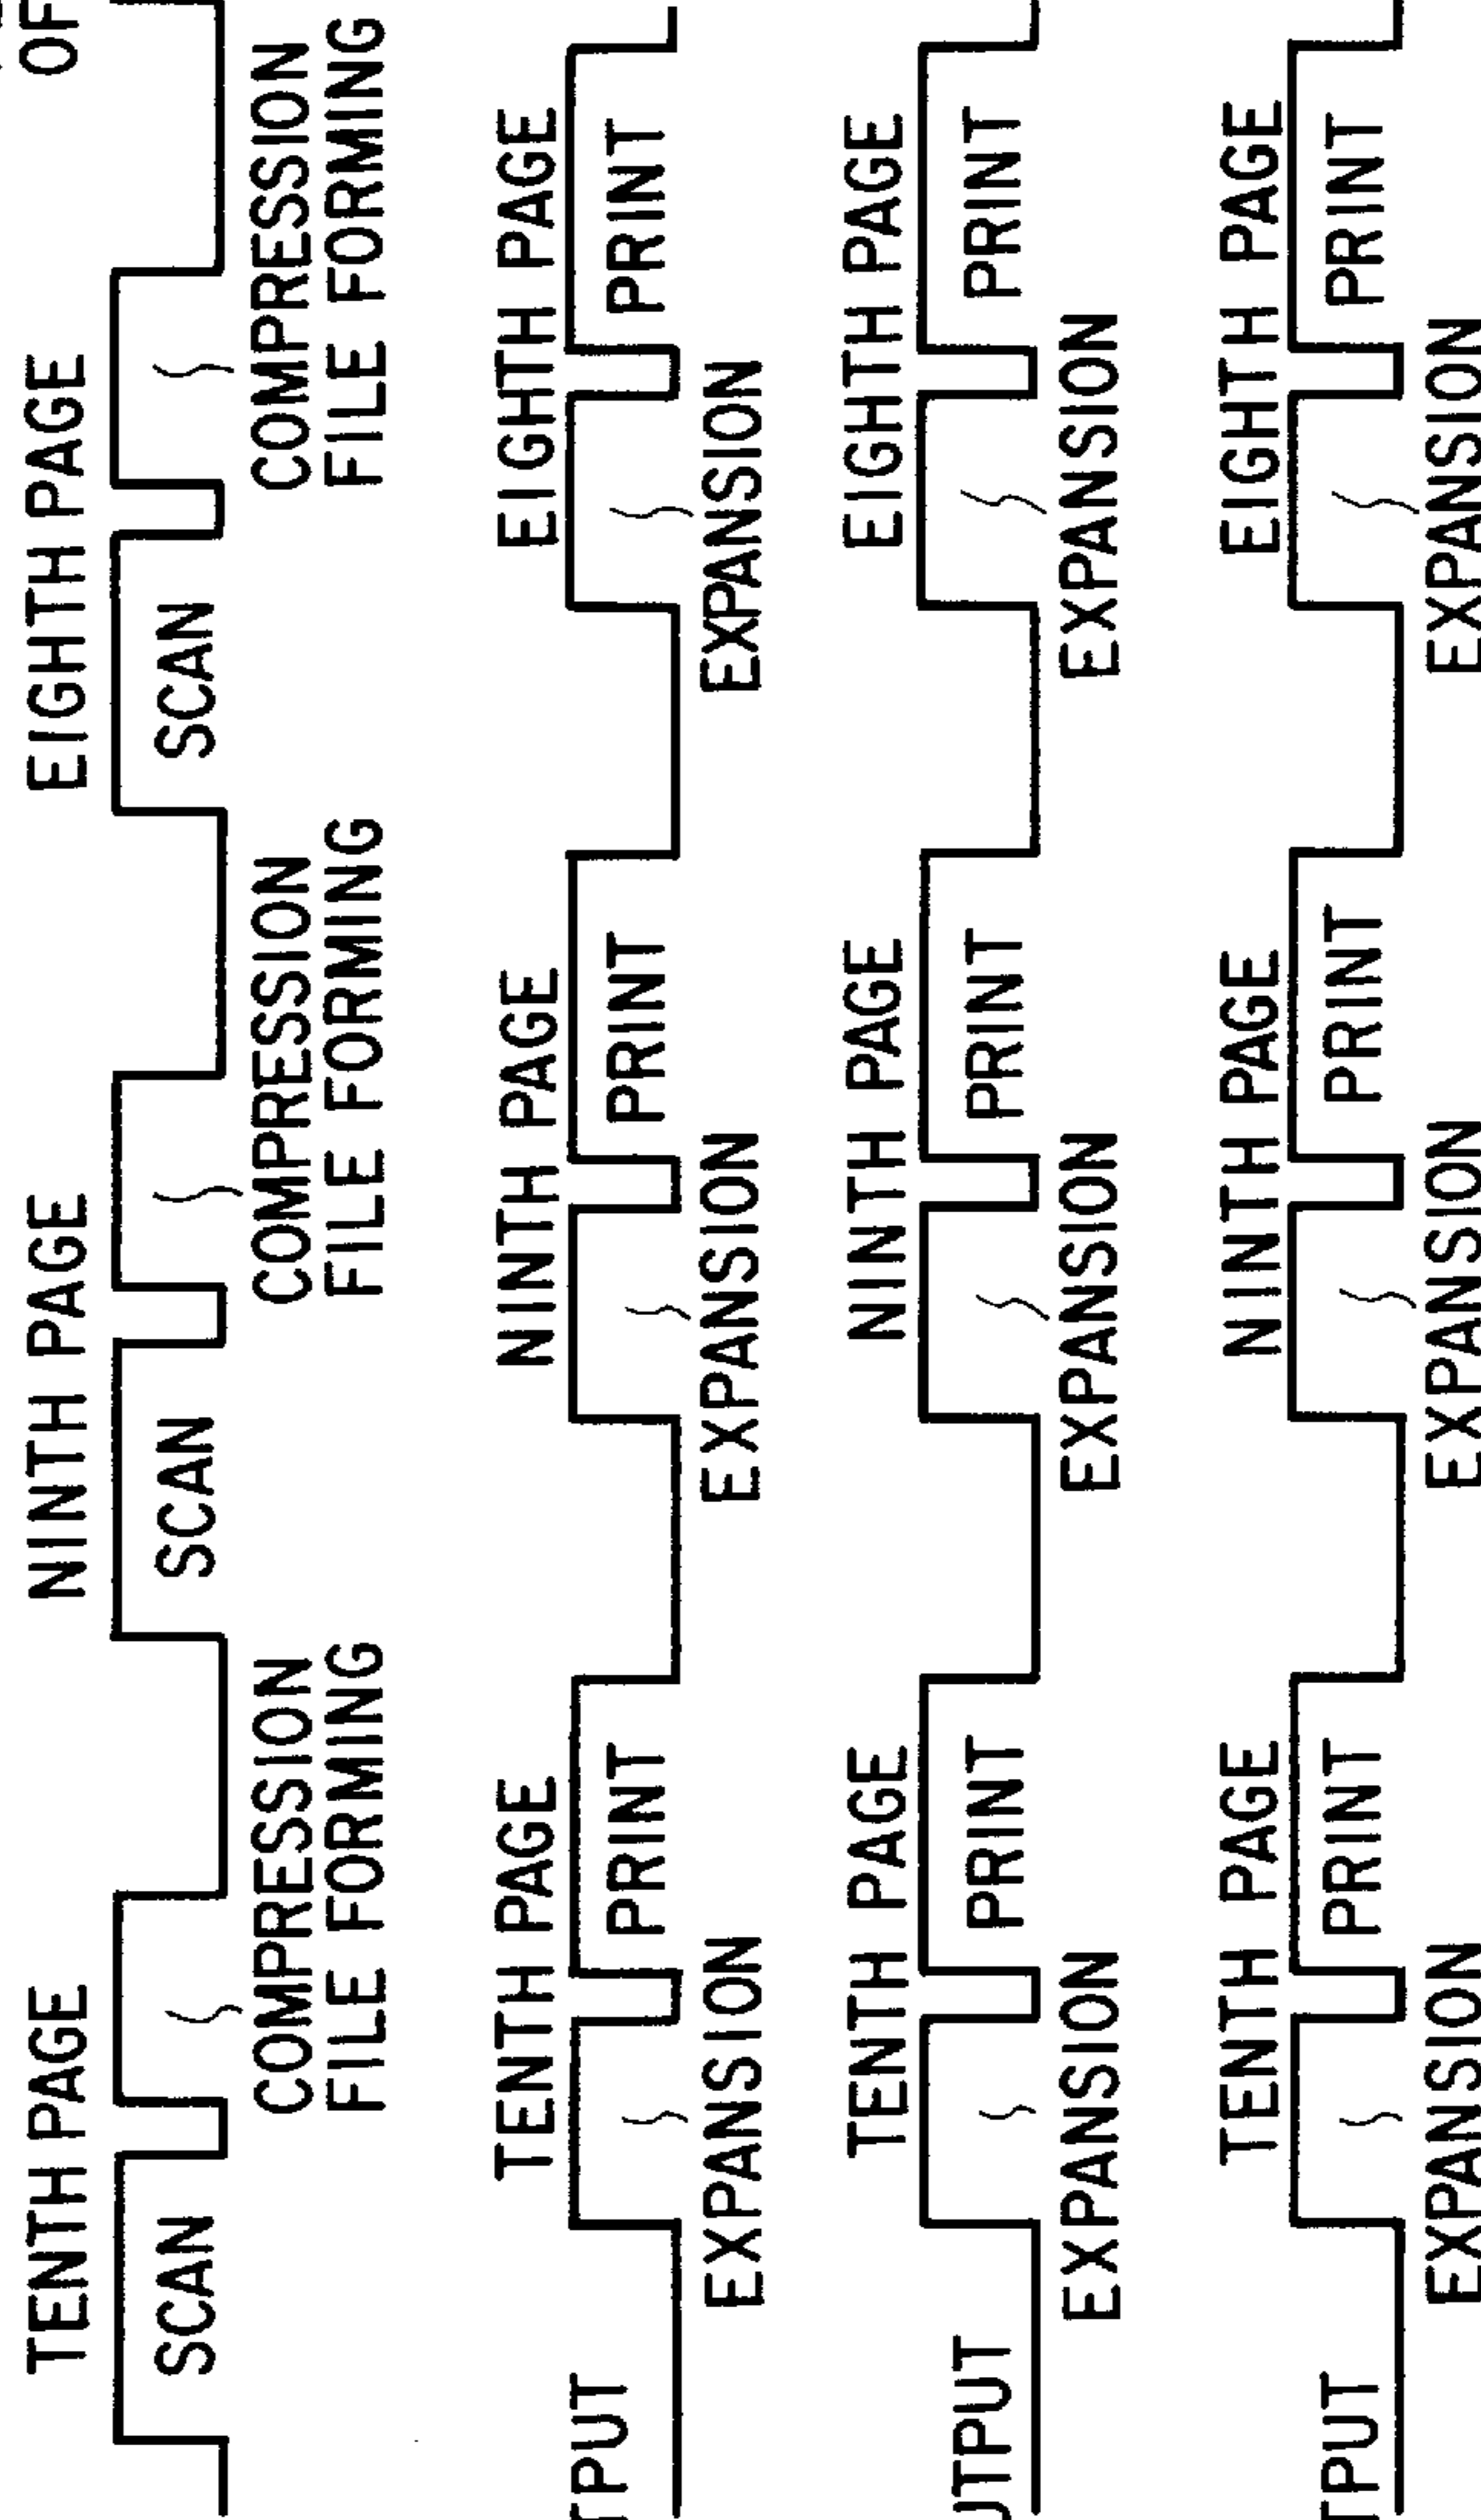 OF
TENTH PAGE NINTH PAGE EIGHTH PAGE
SCAN SCAN SCAN
COMPRESSION COMPRESSION COMPRESSION
FILE FORMING FILE FORMING FILE FORMING
TENTH PAGE NINTH PAGE EIGHTH PAGE
TPUT PRINT PRINT PRINT
EXPANSION EXPANSION EXPANSION
TENTH PAGE NINTH PAGE EIGHTH PAGE
UTPUT PRINT PRINT PRINT
EXPANSION EXPANSION EXPANSION
TENTH PAGE NINTH PAGE EIGHTH PAGE
TPUT PRINT PRINT PRINT
EXPANSION EXPANSION EXPANSION